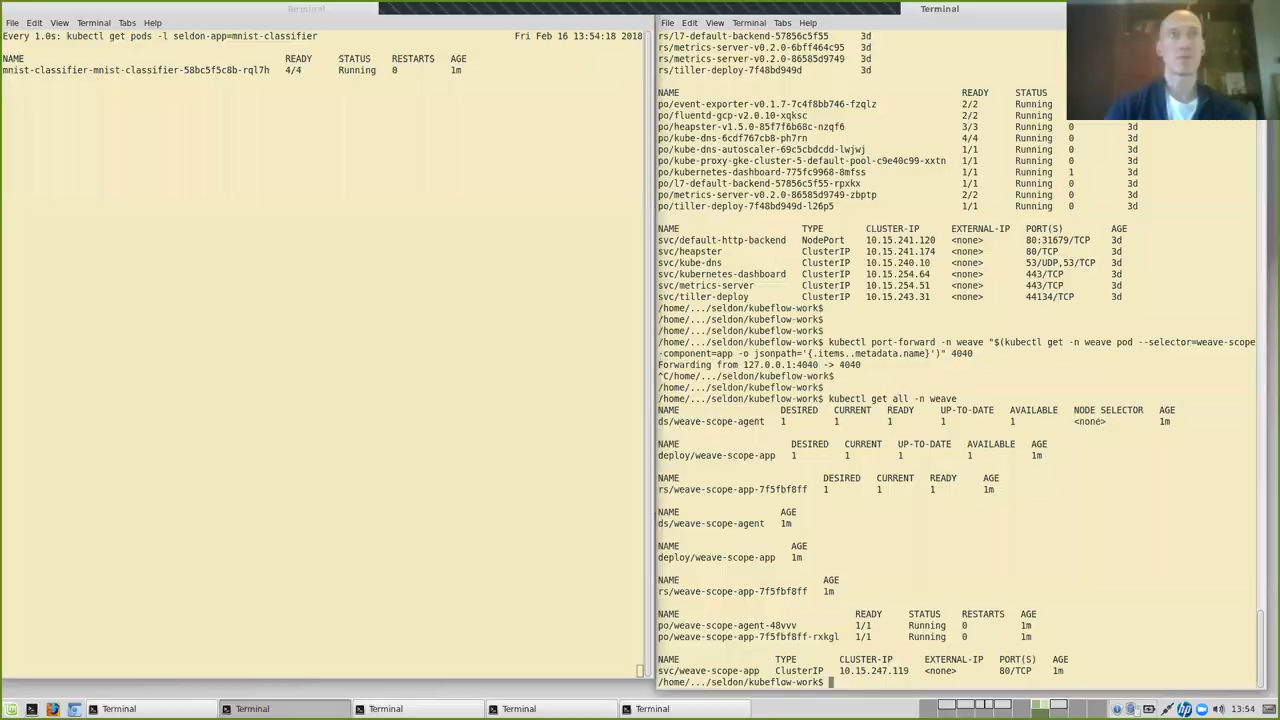 Terminal
File Edit View Terminal Tabs Help
Every 1.0s: kubectl get pods -l seldon-app=mnist-classifier Fri Feb 16 13:54:18 2018
NAME READY STATUS RESTARTS AGE
mnist-classifier-mnist-classifier-58bc5f5c8b-rql7h 4/4 Running 0 1m
Terminal
File Edit View Terminal Tabs Help
rs/l7-default-backend-57856c5f55 3d
rs/metrics-server-v0.2.0-6bff464c95 3d
rs/metrics-server-v0.2.0-86585d9749 3d
rs/tiller-deploy-7f48bd949d 3d
NAME READY STATUS
po/event-exporter-v0.1.7-7c4f8bb746-fzqlz 2/2 Running
po/fluentd-gcp-v2.0.10-xqksc 2/2 Running
po/heapster-v1.5.0-85f7f6b68c-nzqf6 3/3 Running 0 3d
po/kube-dns-6cdf767cb8-ph7rn 4/4 Running 0 3d
po/kube-dns-autoscaler-69c5cbdcdd-lwjwj 1/1 Running 0 3d
po/kube-proxy-gke-cluster-5-default-pool-c9e40c99-xxtn 1/1 Running 0 3d
po/kubernetes-dashboard-775fc9968-8mfss 1/1 Running 1 3d
po/l7-default-backend-57856c5f55-rpxkx 1/1 Running 0 3d
po/metrics-server-v0.2.0-86585d9749-zbptp 2/2 Running 0 3d
po/tiller-deploy-7f48bd949d-l26p5 1/1 Running 0 3d
NAME TYPE CLUSTER-IP EXTERNAL-IP PORT(S) AGE
svc/default-http-backend NodePort 10.15.241.120 <none> 80:31679/TCP 3d
svc/heapster ClusterIP 10.15.241.174 <none> 80/TCP 3d
svc/kube-dns ClusterIP 10.15.240.10 <none> 53/UDP,53/TCP 3d
svc/kubernetes-dashboard ClusterIP 10.15.254.64 <none> 443/TCP 3d
svc/metrics-server ClusterIP 10.15.254.51 <none> 443/TCP 3d
svc/tiller-deploy ClusterIP 10.15.243.31 <none> 44134/TCP 3d
/home/.../seldon/kubeflow-work$
/home/.../seldon/kubeflow-work$
/home/.../seldon/kubeflow-work$
/home/.../seldon/kubeflow-work$ kubectl port-forward -n weave "$(kubectl get -n weave pod --selector=weave-scope
-component=app -o jsonpath='{.items..metadata.name}')" 4040
Forwarding from 127.0.0.1:4040 -> 4040
^C/home/.../seldon/kubeflow-work$
/home/.../seldon/kubeflow-work$
/home/.../seldon/kubeflow-work$ kubectl get all -n weave
NAME DESIRED CURRENT READY UP-TO-DATE AVAILABLE NODE SELECTOR AGE
ds/weave-scope-agent 1 1 1 1 1 <none> 1m
NAME DESIRED CURRENT UP-TO-DATE AVAILABLE AGE
deploy/weave-scope-app 1 1 1 1 1m
NAME DESIRED CURRENT READY AGE
rs/weave-scope-app-7f5fbf8ff 1 1 1 1m
NAME AGE
ds/weave-scope-agent 1m
NAME AGE
deploy/weave-scope-app 1m
NAME AGE
rs/weave-scope-app-7f5fbf8ff 1m
NAME READY STATUS RESTARTS AGE
po/weave-scope-agent-48vvv 1/1 Running 0 1m
po/weave-scope-app-7f5fbf8ff-rxkgl 1/1 Running 0 1m
NAME TYPE CLUSTER-IP EXTERNAL-IP PORT(S) AGE
svc/weave-scope-app ClusterIP 10.15.247.119 <none> 80/TCP 1m
/home/.../seldon/kubeflow-work$
Terminal Terminal Terminal Terminal Terminal 13:54